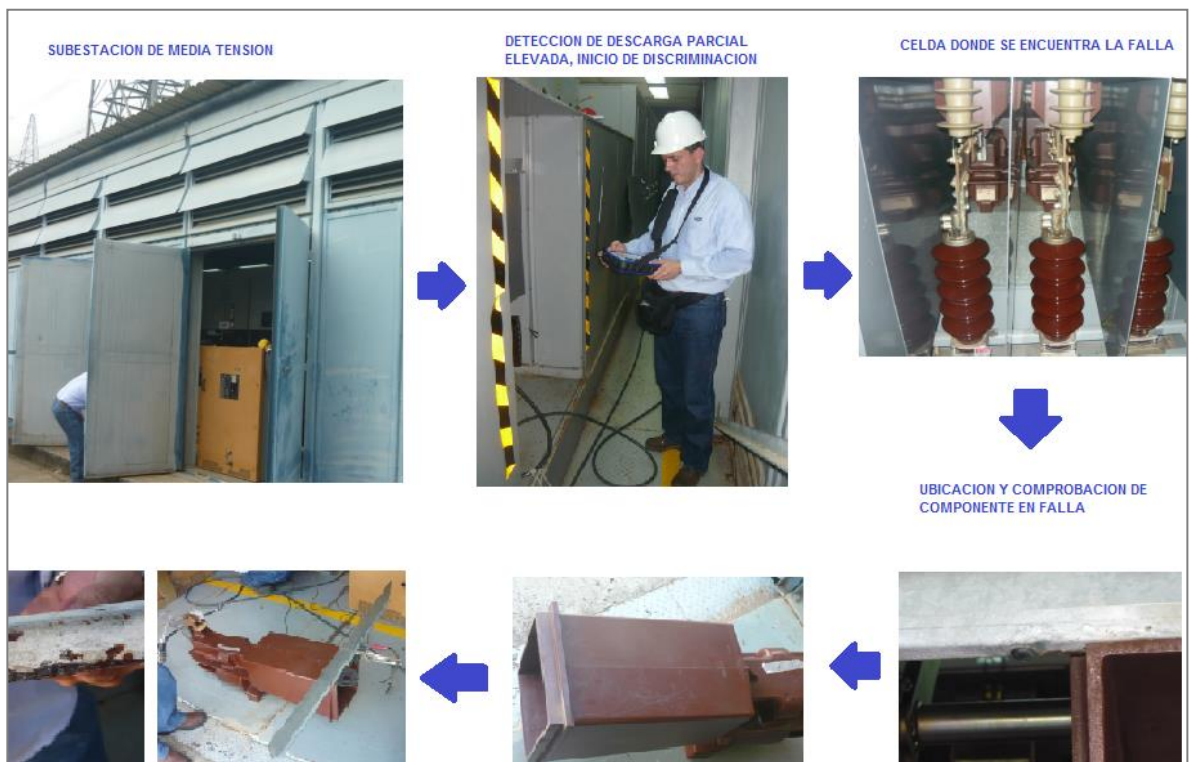 SUBESTACION DE MEDIA TENSION
DETECCION DE DESCARGA PARCIAL
ELEVADA, INICIO DE DISCRIMINACION
CELDA DONDE SE ENCUENTRA LA FALLA
UBICACION Y COMPROBACION DE
COMPONENTE EN FALLA